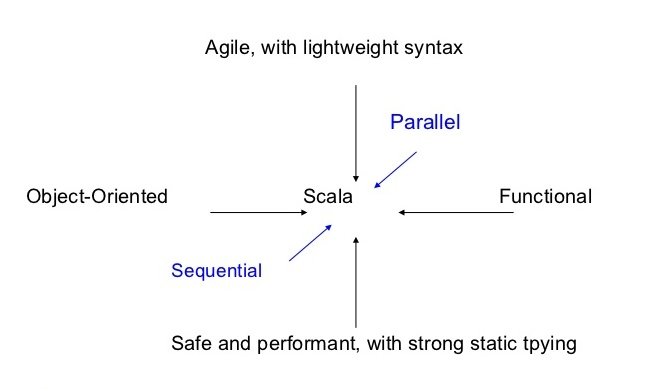 Agile, with lightweight syntax
Parallel
Object-Oriented Scala Functional
Sequential
Safe and performant, with strong static tpying